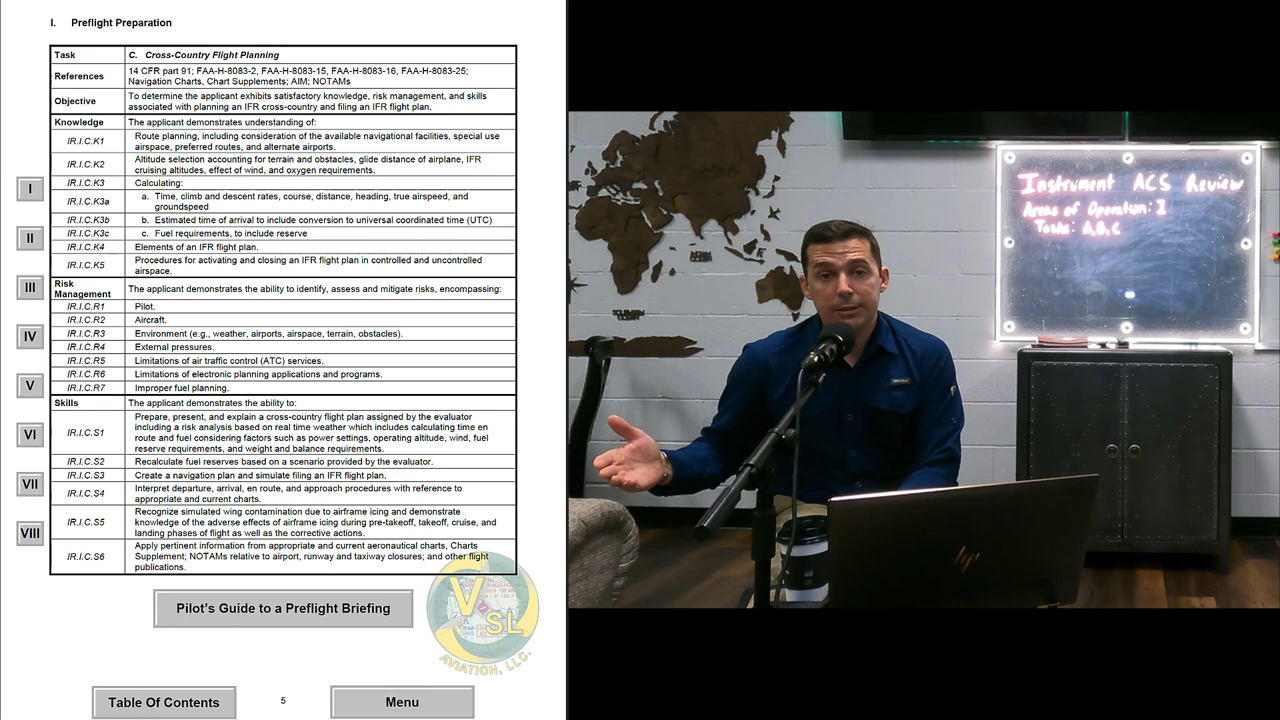 I. Preflight Preparation
Task C. Cross-Country Flight Planning
References 14 CFR part 91; FAA-H-8083-2, FAA-H-8083-15, FAA-H-8083-16, FAA-H-8083-25;
Navigation Charts, Chart Supplements; AIM; NOTAMs
Objective To determine the applicant exhibits satisfactory knowledge, risk management, and skills
associated with planning an IFR cross-country and filing an IFR flight plan.
Knowledge The applicant demonstrates understanding of:
IR.I.C.K1 Route planning, including consideration of the available navigational facilities, special use
airspace, preferred routes, and alternate airports.
IR.I.C.K2 Altitude selection accounting for terrain and obstacles, glide distance of airplane, IFR
cruising altitudes, effect of wind, and oxygen requirements.
IR.I.C.K3 Calculating:
IR.I.C.K3a a. Time, climb and descent rates, course, distance, heading, true airspeed, and
groundspeed
IR.I.C.K3b b. Estimated time of arrival to include conversion to universal coordinated time (UTC)
IR.I.C.K3c c. Fuel requirements, to include reserve
IR.I.C.K4 Elements of an IFR flight plan.
IR.I.C.K5 Procedures for activating and closing an IFR flight plan in controlled and uncontrolled
airspace.
Risk
Management The applicant demonstrates the ability to identify, assess and mitigate risks, encompassing:
IR.I.C.R1 Pilot.
IR.I.C.R2 Aircraft.
IR.I.C.R3 Environment (e.g., weather, airports, airspace, terrain, obstacles).
IR.I.C.R4 External pressures.
IR.I.C.R5 Limitations of air traffic control (ATC) services.
IR.I.C.R6 Limitations of electronic planning applications and programs.
IR.I.C.R7 Improper fuel planning.
Skills The applicant demonstrates the ability to:
IR.I.C.S1 Prepare, present, and explain a cross-country flight plan assigned by the evaluator
including a risk analysis based on real time weather which includes calculating time en
route and fuel considering factors such as power settings, operating altitude, wind, fuel
reserve requirements, and weight and balance requirements.
IR.I.C.S2 Recalculate fuel reserves based on a scenario provided by the evaluator.
IR.I.C.S3 Create a navigation plan and simulate filing an IFR flight plan.
IR.I.C.S4 Interpret departure, arrival, en route, and approach procedures with reference to
appropriate and current charts.
IR.I.C.S5 Recognize simulated wing contamination due to airframe icing and demonstrate
knowledge of the adverse effects of airframe icing during pre-takeoff, takeoff, cruise, and
landing phases of flight as well as the corrective actions.
IR.I.C.S6 Apply pertinent information from appropriate and current aeronautical charts, Charts
Supplement; NOTAMs relative to airport, runway and taxiway closures; and other flight
publications.
I
II
III
IV
V
VI
VII
VIII
Pilot's Guide to a Preflight Briefing
VSL
AVIATION, LLC.
Table Of Contents
5
Menu
Instrument ACS Review
Areas of Operation: I
Tasks: A,B,C
hp